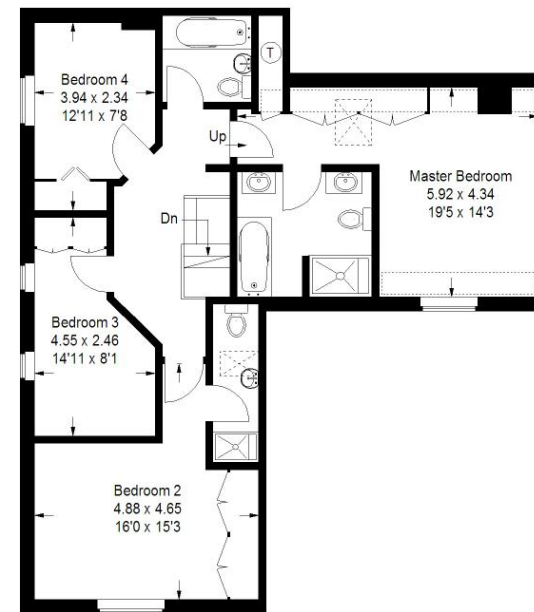 Bedroom 4
3.94 x 2.34
12'11 x 7'8
T
Up
Master Bedroom
5.92 x 4.34
19'5 x 14'3
Dn
Bedroom 3
4.55 x 2.46
14'11 x 8'1
Bedroom 2
4.88 x 4.65
16'0 x 15'3